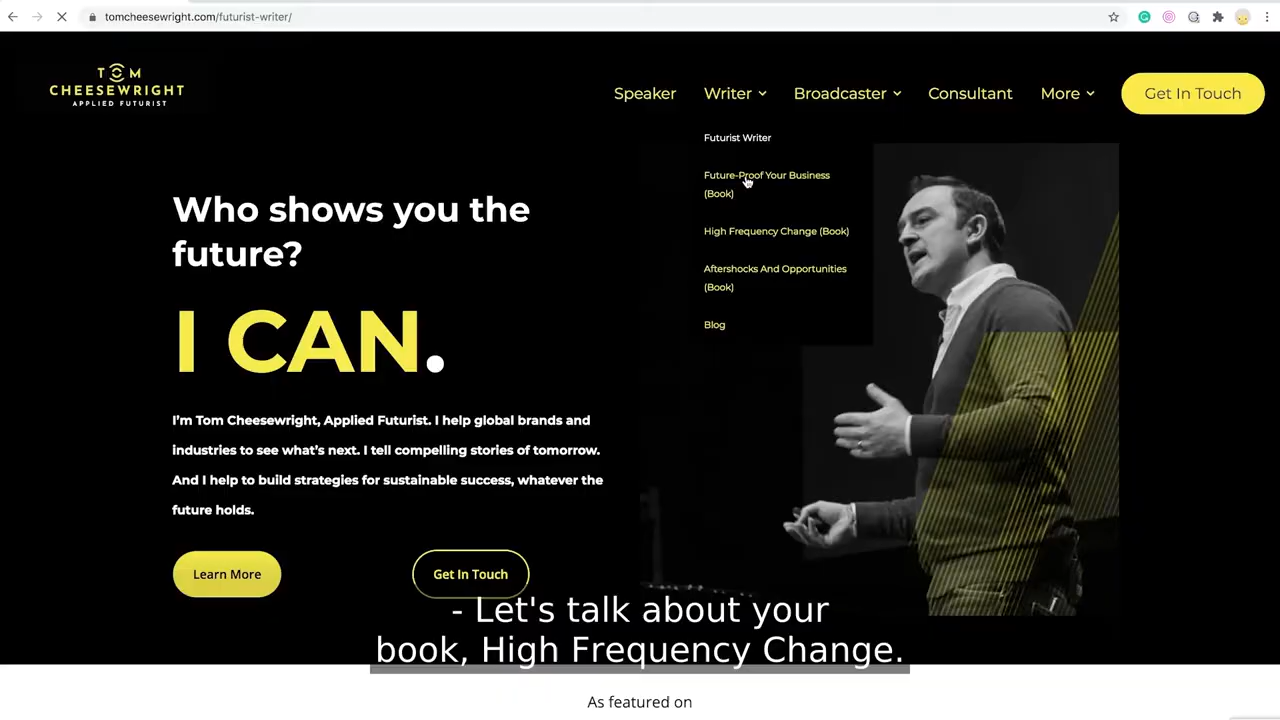 tomcheesewright.com/futurist-writer/
TOM
CHEESEWRIGHT
APPLIED FUTURIST
Speaker
Writer
Broadcaster
Consultant
More
Get In Touch
Futurist Writer
Future-Proof Your Business
(Book)
High Frequency Change (Book)
Aftershocks And Opportunities
(Book)
Blog
Who shows you the
future?
I CAN.
I'm Tom Cheesewright, Applied Futurist. I help global brands and
industries to see what's next. I tell compelling stories of tomorrow.
And I help to build strategies for sustainable success, whatever the
future holds.
Learn More
Get In Touch
- Let's talk about your
book, High Frequency Change.
As featured on